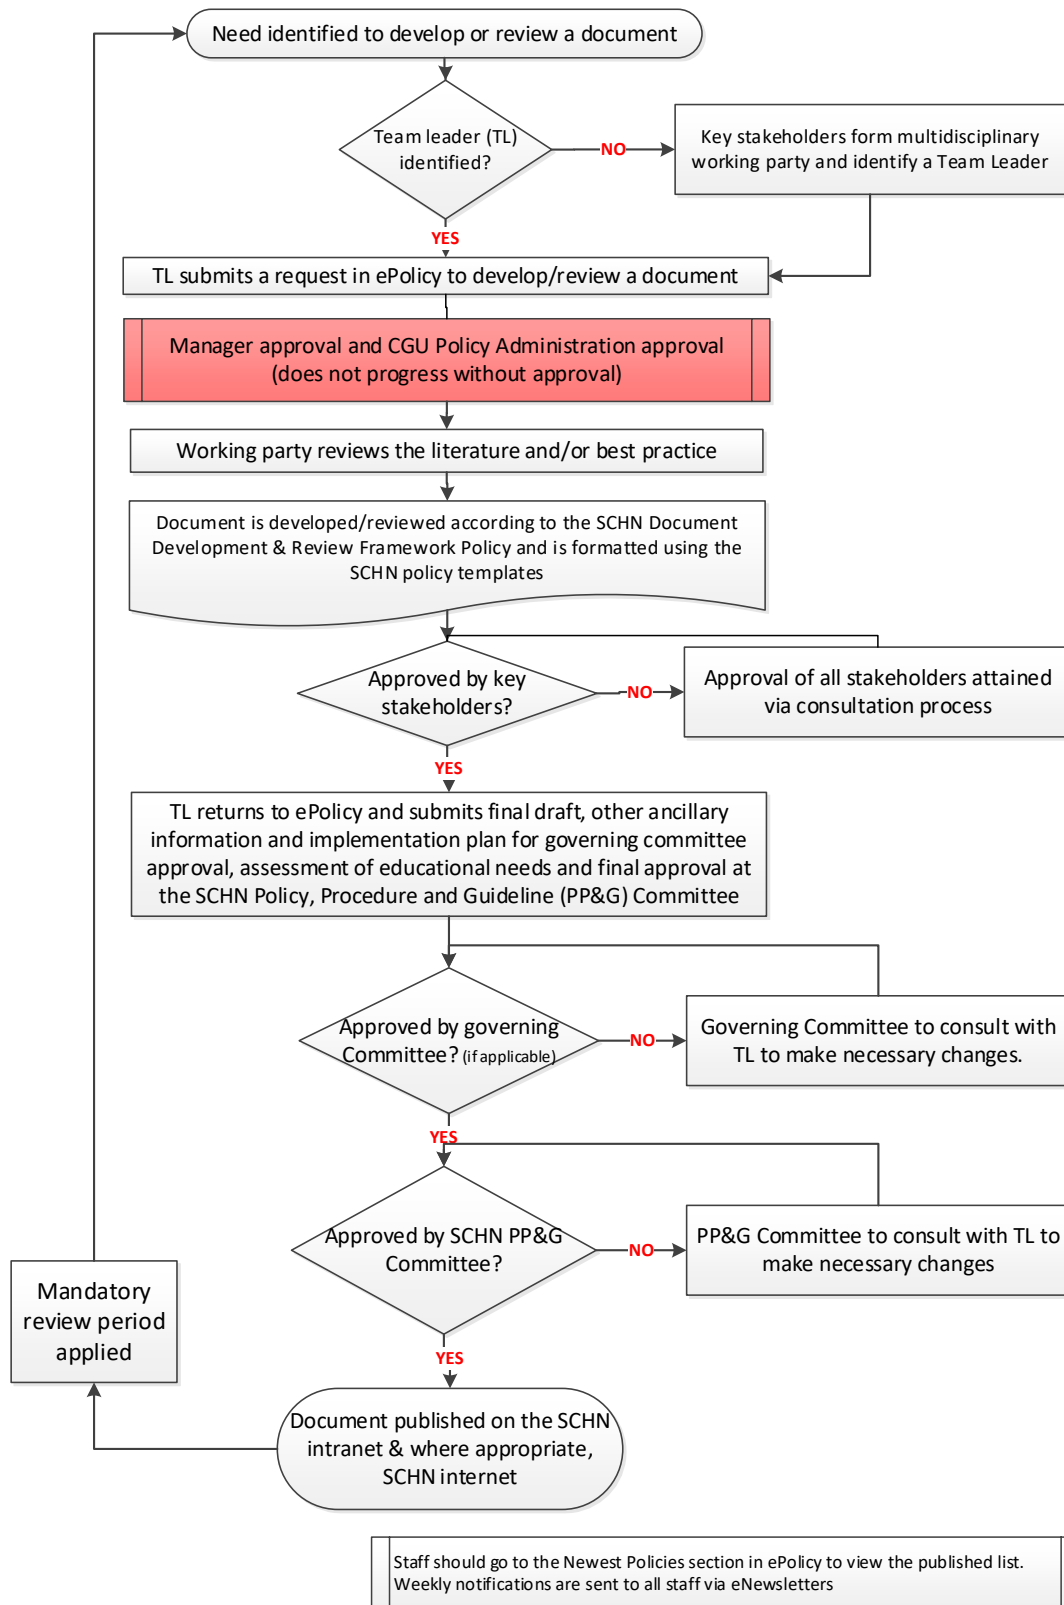 Need identified to develop or review a document
Team leader (TL)
identified?
NO
Key stakeholders form multidisciplinary
working party and identify a Team Leader
YES
TL submits a request in ePolicy to develop/review a document
Manager approval and CGU Policy Administration approval
(does not progress without approval)
Working party reviews the literature and/or best practice
Document is developed/reviewed according to the SCHN Document
Development & Review Framework Policy and is formatted using the
SCHN policy templates
Approved by key
stakeholders?
NO
Approval of all stakeholders attained
via consultation process
YES
TL returns to ePolicy and submits final draft, other ancillary
information and implementation plan for governing committee
approval, assessment of educational needs and final approval at
the SCHN Policy, Procedure and Guideline (PP&G) Committee
Approved by governing
Committee? (if applicable)
NO
Governing Committee to consult with
TL to make necessary changes.
YES
Approved by SCHN PP&G
Committee?
NO
PP&G Committee to consult with TL to
make necessary changes
Mandatory
review period
applied
YES
Document published on the SCHN
intranet & where appropriate,
SCHN internet
Staff should go to the Newest Policies section in ePolicy to view the published list.
Weekly notifications are sent to all staff via eNewsletters